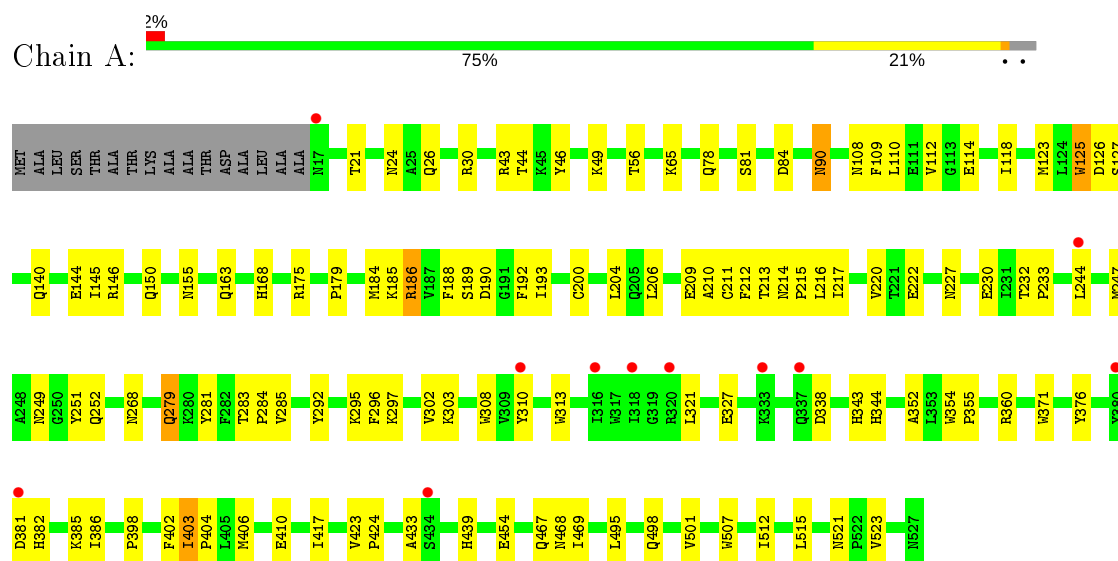 2%
Chain A:
75% 21% • •
MET ALA LEU SER THR ALA THR LYS ALA ALA THR ASP ALA LEU ALA ALA N17 T21 N24 A25 Q26 R30 R43 T44 K45 Y46 K49 T56 K65 Q78 S81 D84 N90 N108 F109 L110 E111 V112 G113 E114 I118 M123 L124 W125 D126 S127
Q140 E144 I145 R146 Q150 N155 Q163 H168 R175 P179 M184 K185 R186 V187 F188 S189 D190 G191 F192 I193 C200 L204 Q205 L206 E209 A210 C211 F212 T213 N214 P215 L216 I217 V220 T221 E222 N227 E230 I231 T232 P233 L244 M247
A248 N249 G250 Y251 Q252 N268 Q279 K280 Y281 F282 T283 P284 V285 Y292 K295 F296 K297 V302 K303 W308 V309 Y310 W313 I316 W317 I318 G319 R320 L321 E327 K333 Q337 D338 H343 H344 A352 L353 W354 P355 R360 W371 Y376 Y380
D381 H382 K385 I386 P398 F402 I403 P404 L405 M406 E410 I417 V423 P424 A433 S434 H439 E454 Q467 N468 I469 L495 Q498 V501 W507 I512 L515 N521 P522 V523 N527